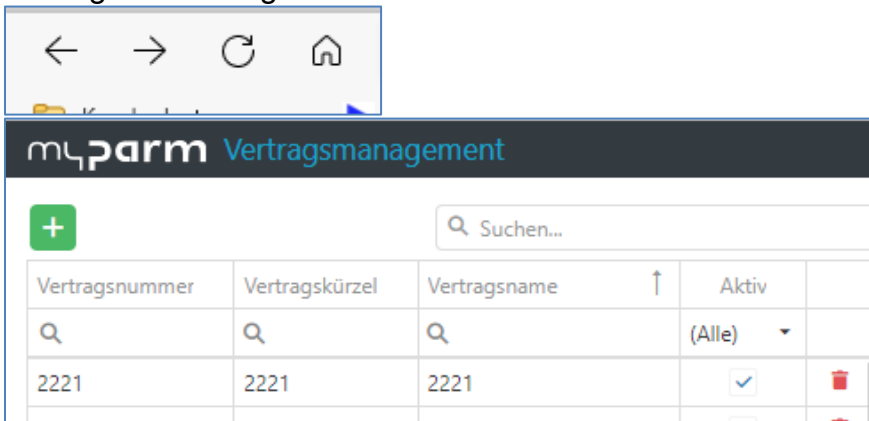 myparm Vertragsmanagement
+
Suchen...
Vertragsnummer Vertragskürzel Vertragsname ↑ Aktiv
(Alle)
2221 2221 2221